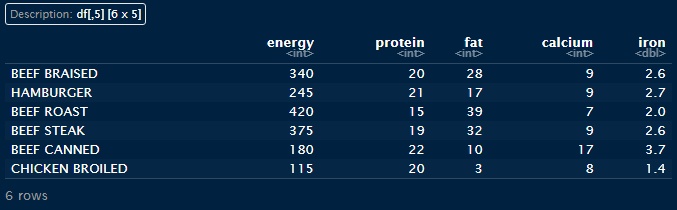 Description: df[,5] [6 x 5]
energy protein fat calcium iron
<int> <int> <int> <int> <dbl>
BEEF BRAISED 340 20 28 9 2.6
HAMBURGER 245 21 17 9 2.7
BEEF ROAST 420 15 39 7 2.0
BEEF STEAK 375 19 32 9 2.6
BEEF CANNED 180 22 10 17 3.7
CHICKEN BROILED 115 20 3 8 1.4
6 rows